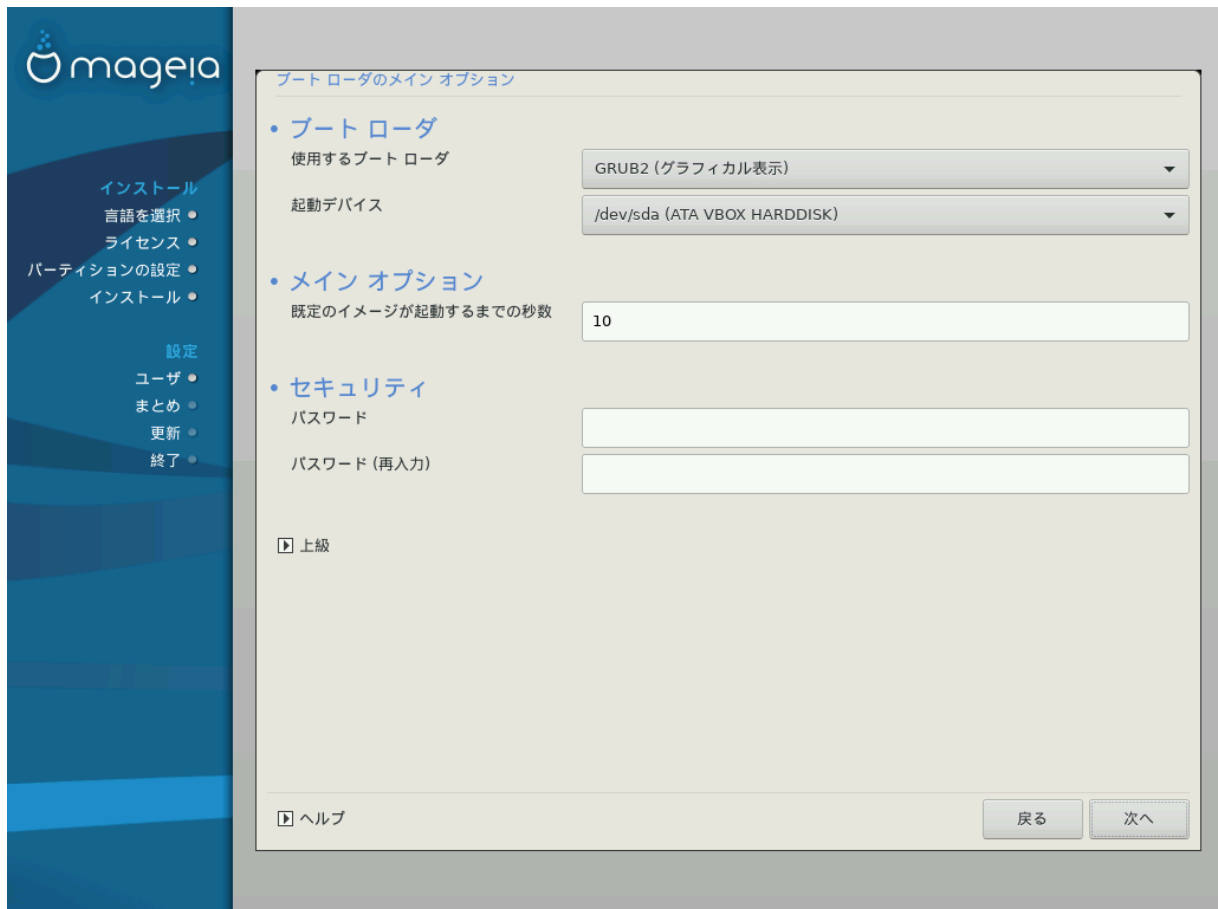 mageia
インストール
言語を選択
ライセンス
パーティションの設定
インストール
設定
ユーザ
まとめ
更新
終了
ブート ローダのメイン オプション
• ブート ローダ
使用するブート ローダ
GRUB2 (グラフィカル表示)
起動デバイス
/dev/sda (ATA VBOX HARDDISK)
• メイン オプション
既定のイメージが起動するまでの秒数
10
• セキュリティ
パスワード
パスワード (再入力)
上級
ヘルプ
戻る
次へ